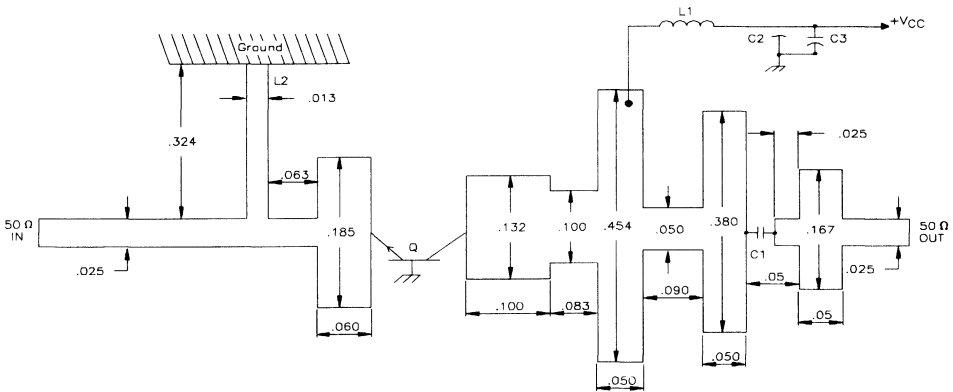 L1
+VCC
C2
C3
Ground
L2
.013
.324
.025
.063
50 Ω
IN
.185
Q
.132
.100
.454
.050
.380
.167
50 Ω
OUT
C1
.025
.05
.025
.100
.083
.090
.060
.050
.05
.050